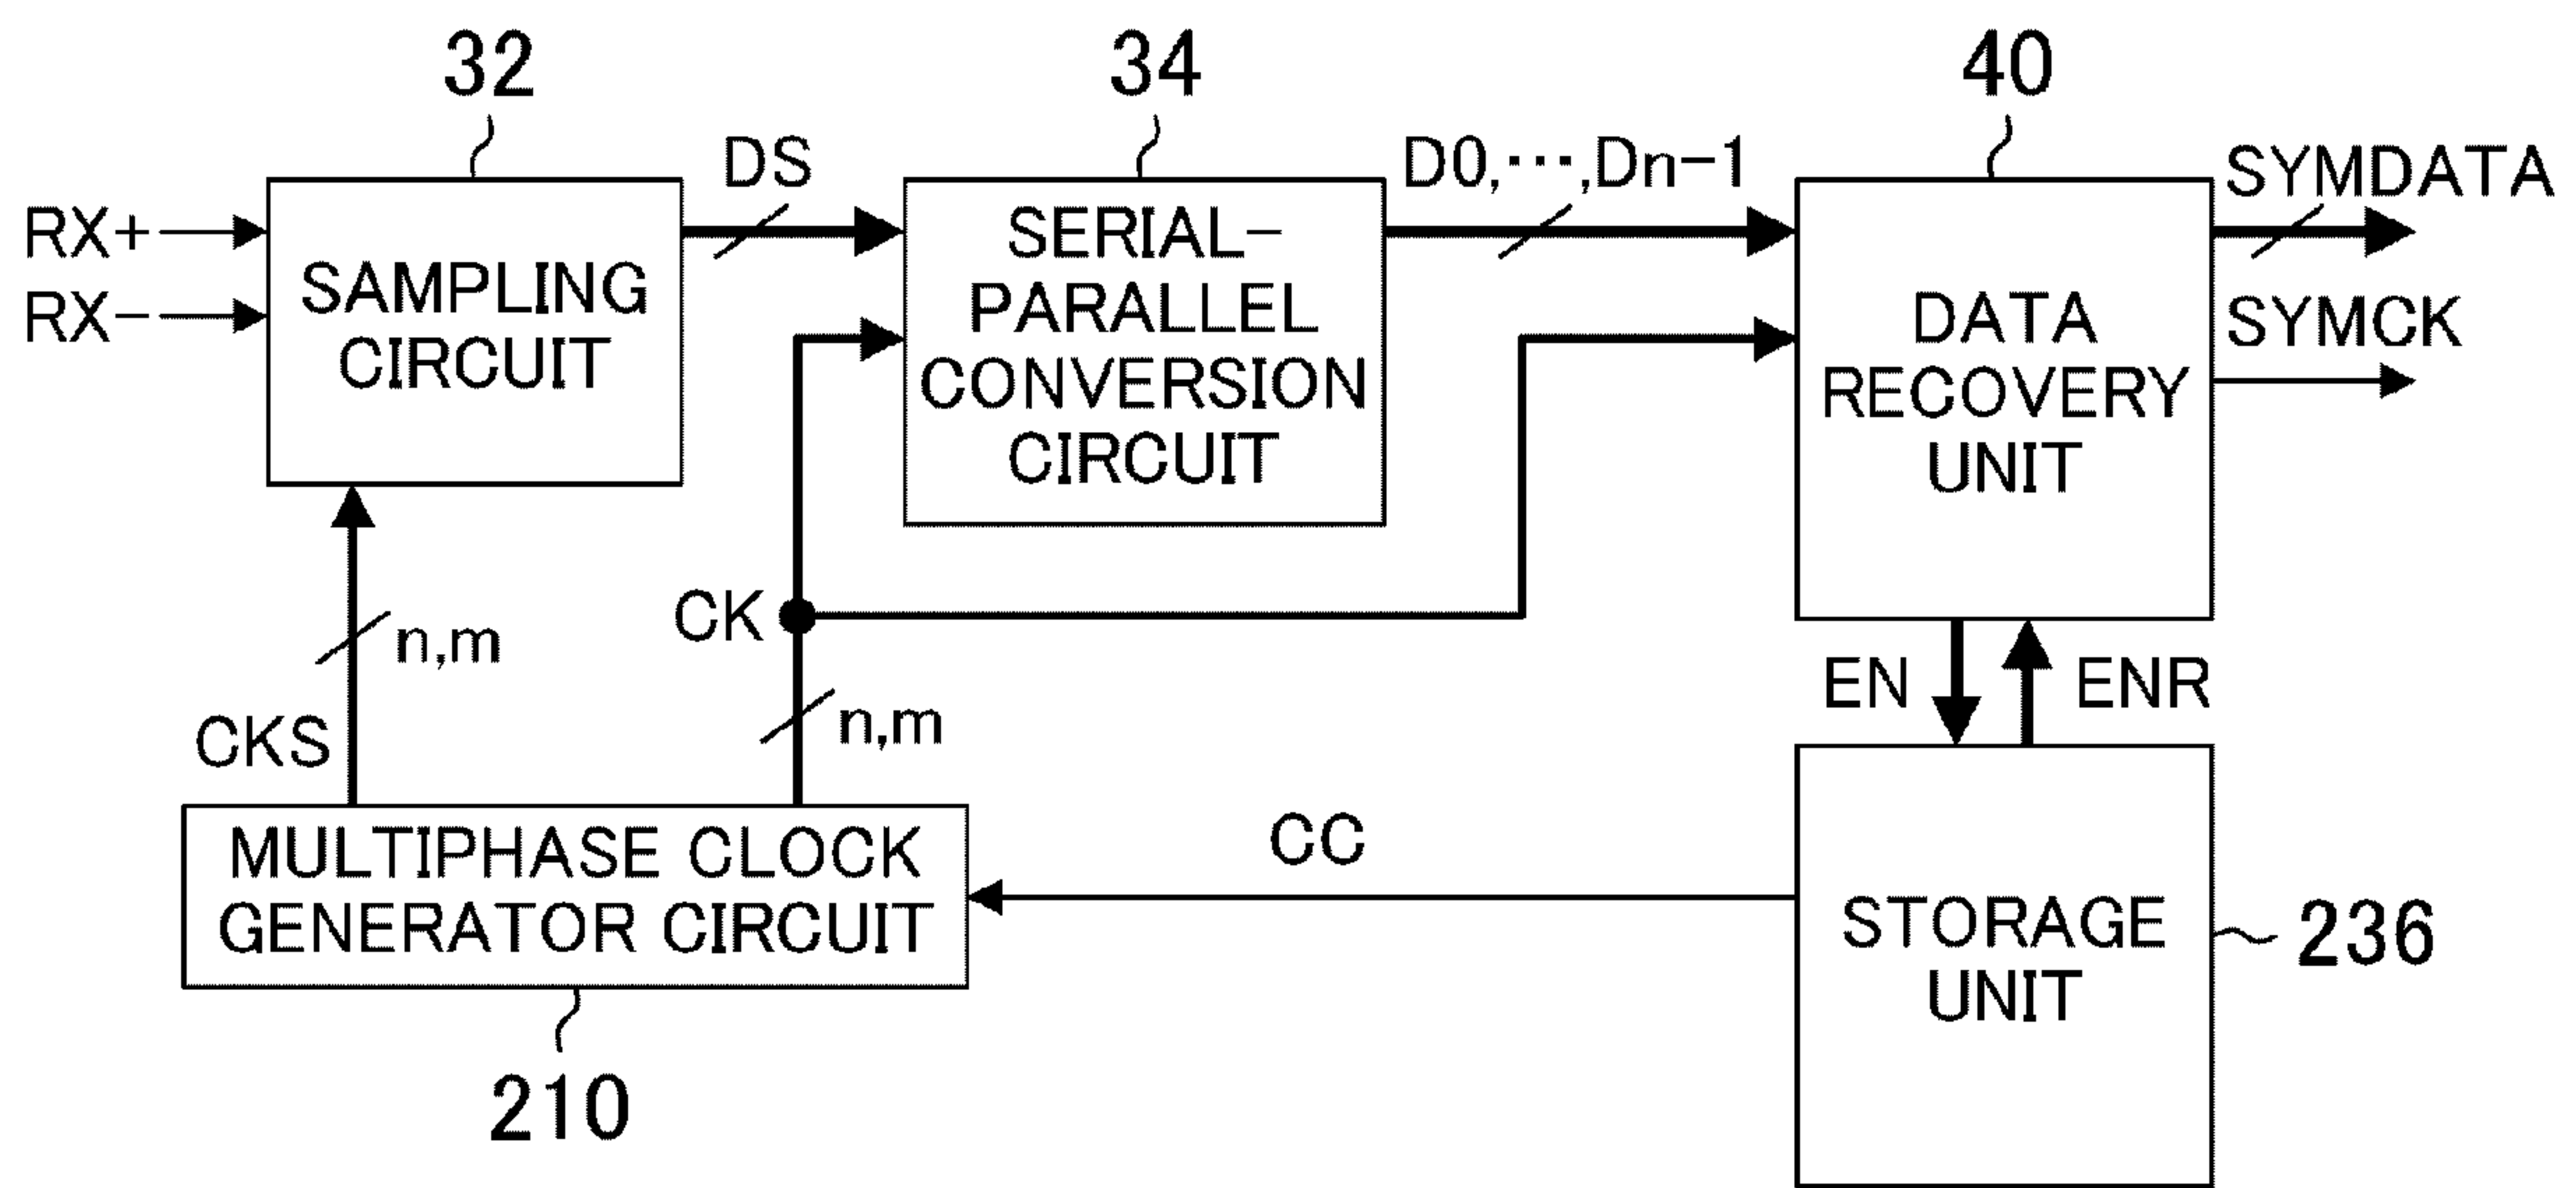 32
34
40
DS
D0,⋯,Dn-1
SYMDATA
RX+
RX-
SAMPLING
CIRCUIT
SERIAL-
PARALLEL
CONVERSION
CIRCUIT
DATA
RECOVERY
UNIT
SYMCK
CK
n,m
n,m
CKS
EN
ENR
MULTIPHASE CLOCK
GENERATOR CIRCUIT
CC
STORAGE
UNIT
236
210